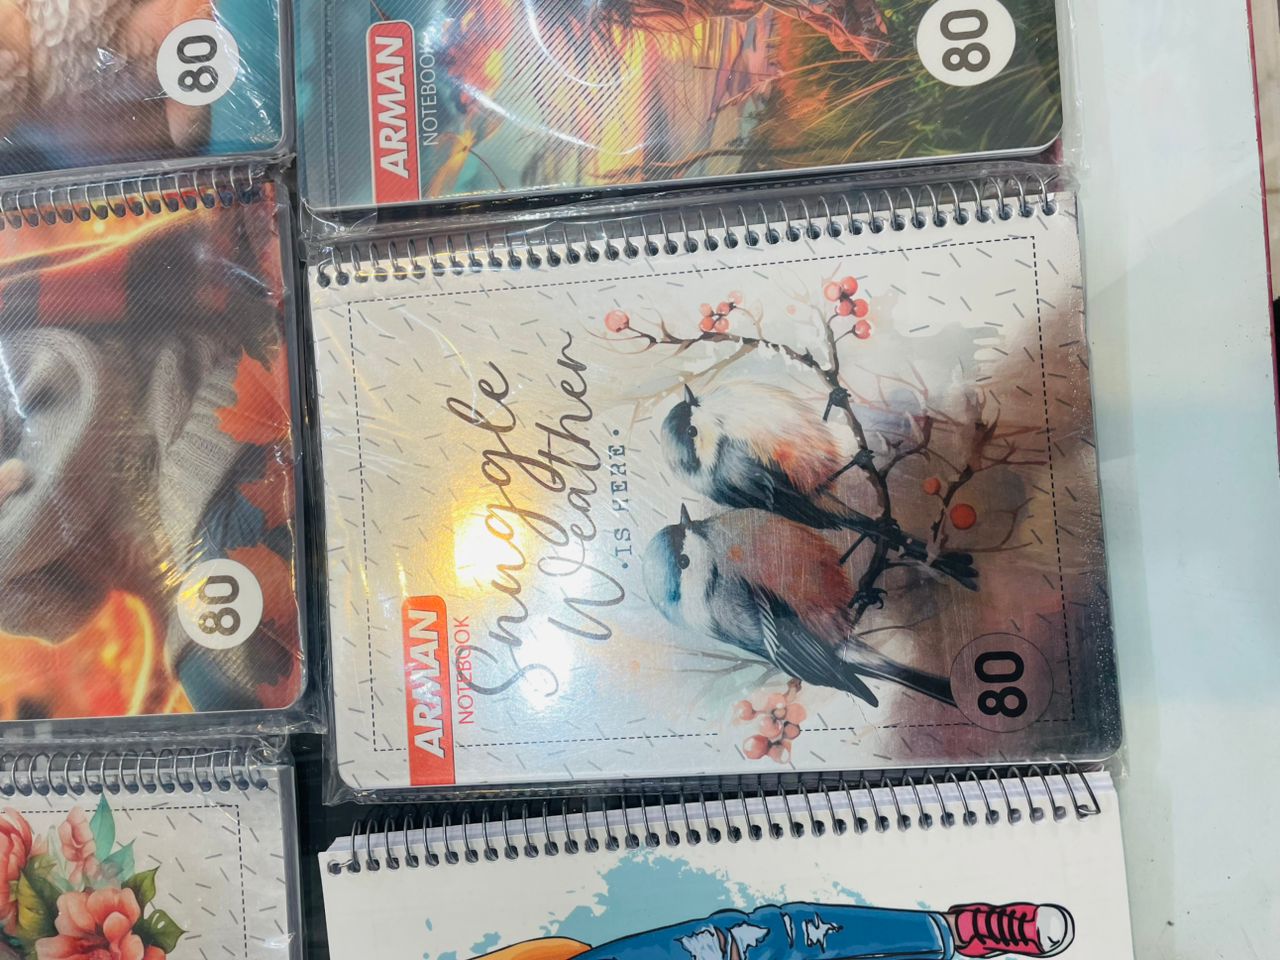 80
ARMAN
NOTEBOOK
80
80
ARMAN
NOTEBOOK
Snuggle
Weather
·IS HERE·
80